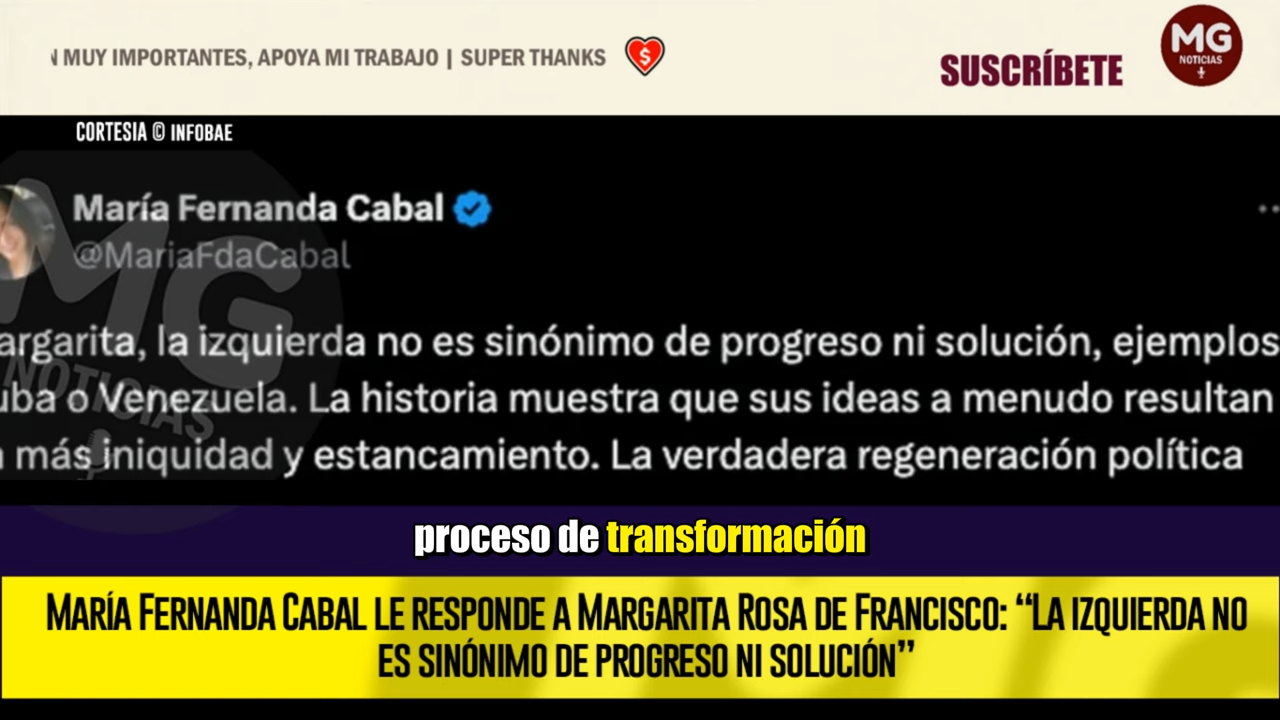 MUY IMPORTANTES, APOYA MI TRABAJO | SUPER THANKS
$
SUSCRÍBETE
MG
NOTICIAS
CORTESIA © INFOBAE
María Fernanda Cabal
@MariaFdaCabal
argarita, la izquierda no es sinónimo de progreso ni solución, ejemplos
uba o Venezuela. La historia muestra que sus ideas a menudo resultan
más iniquidad y estancamiento. La verdadera regeneración política
MG
NOTICIAS
proceso de transformación
MARÍA FERNANDA CABAL LE RESPONDE A MARGARITA ROSA DE FRANCISCO: “LA IZQUIERDA NO
ES SINÓNIMO DE PROGRESO NI SOLUCIÓN”